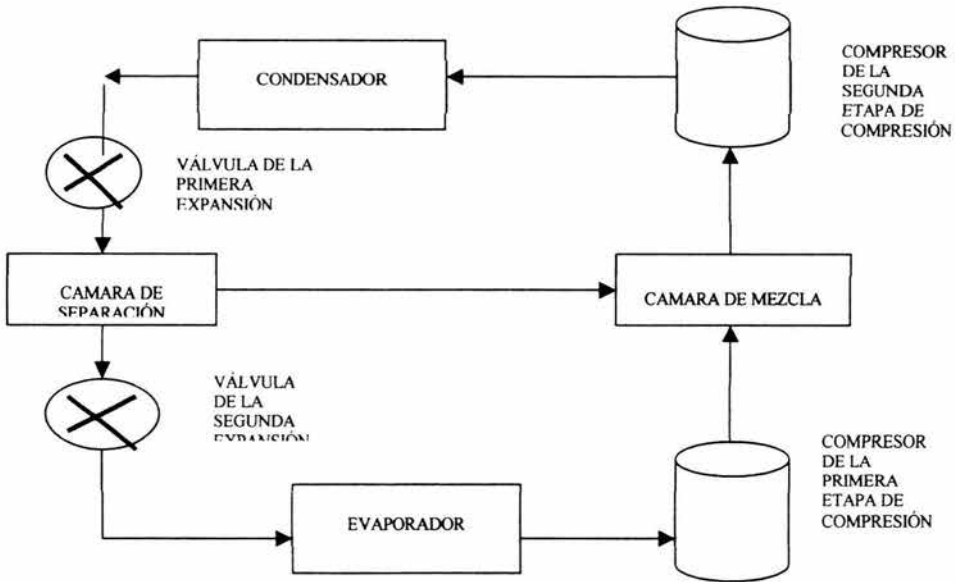 CONDENSADOR
COMPRESOR
DE LA
SEGUNDA
ETAPA DE
COMPRESIÓN
VÁLVULA DE LA
PRIMERA
EXPANSIÓN
CAMARA DE
SEPARACIÓN
CAMARA DE MEZCLA
VÁLVULA
DE LA
SEGUNDA
EXPANSIÓN
COMPRESOR
DE LA
PRIMERA
ETAPA DE
COMPRESIÓN
EVAPORADOR